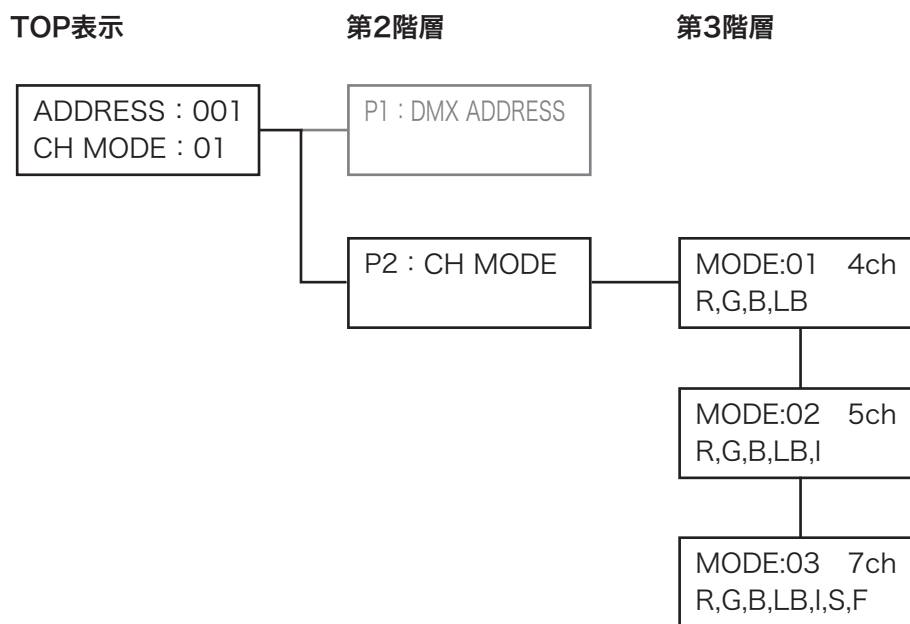 TOP表示
第2階層
第3階層
ADDRESS：001
CH MODE：01
P1：DMX ADDRESS
P2：CH MODE
MODE:01　4ch
R,G,B,LB
MODE:02　5ch
R,G,B,LB,I
MODE:03　7ch
R,G,B,LB,I,S,F